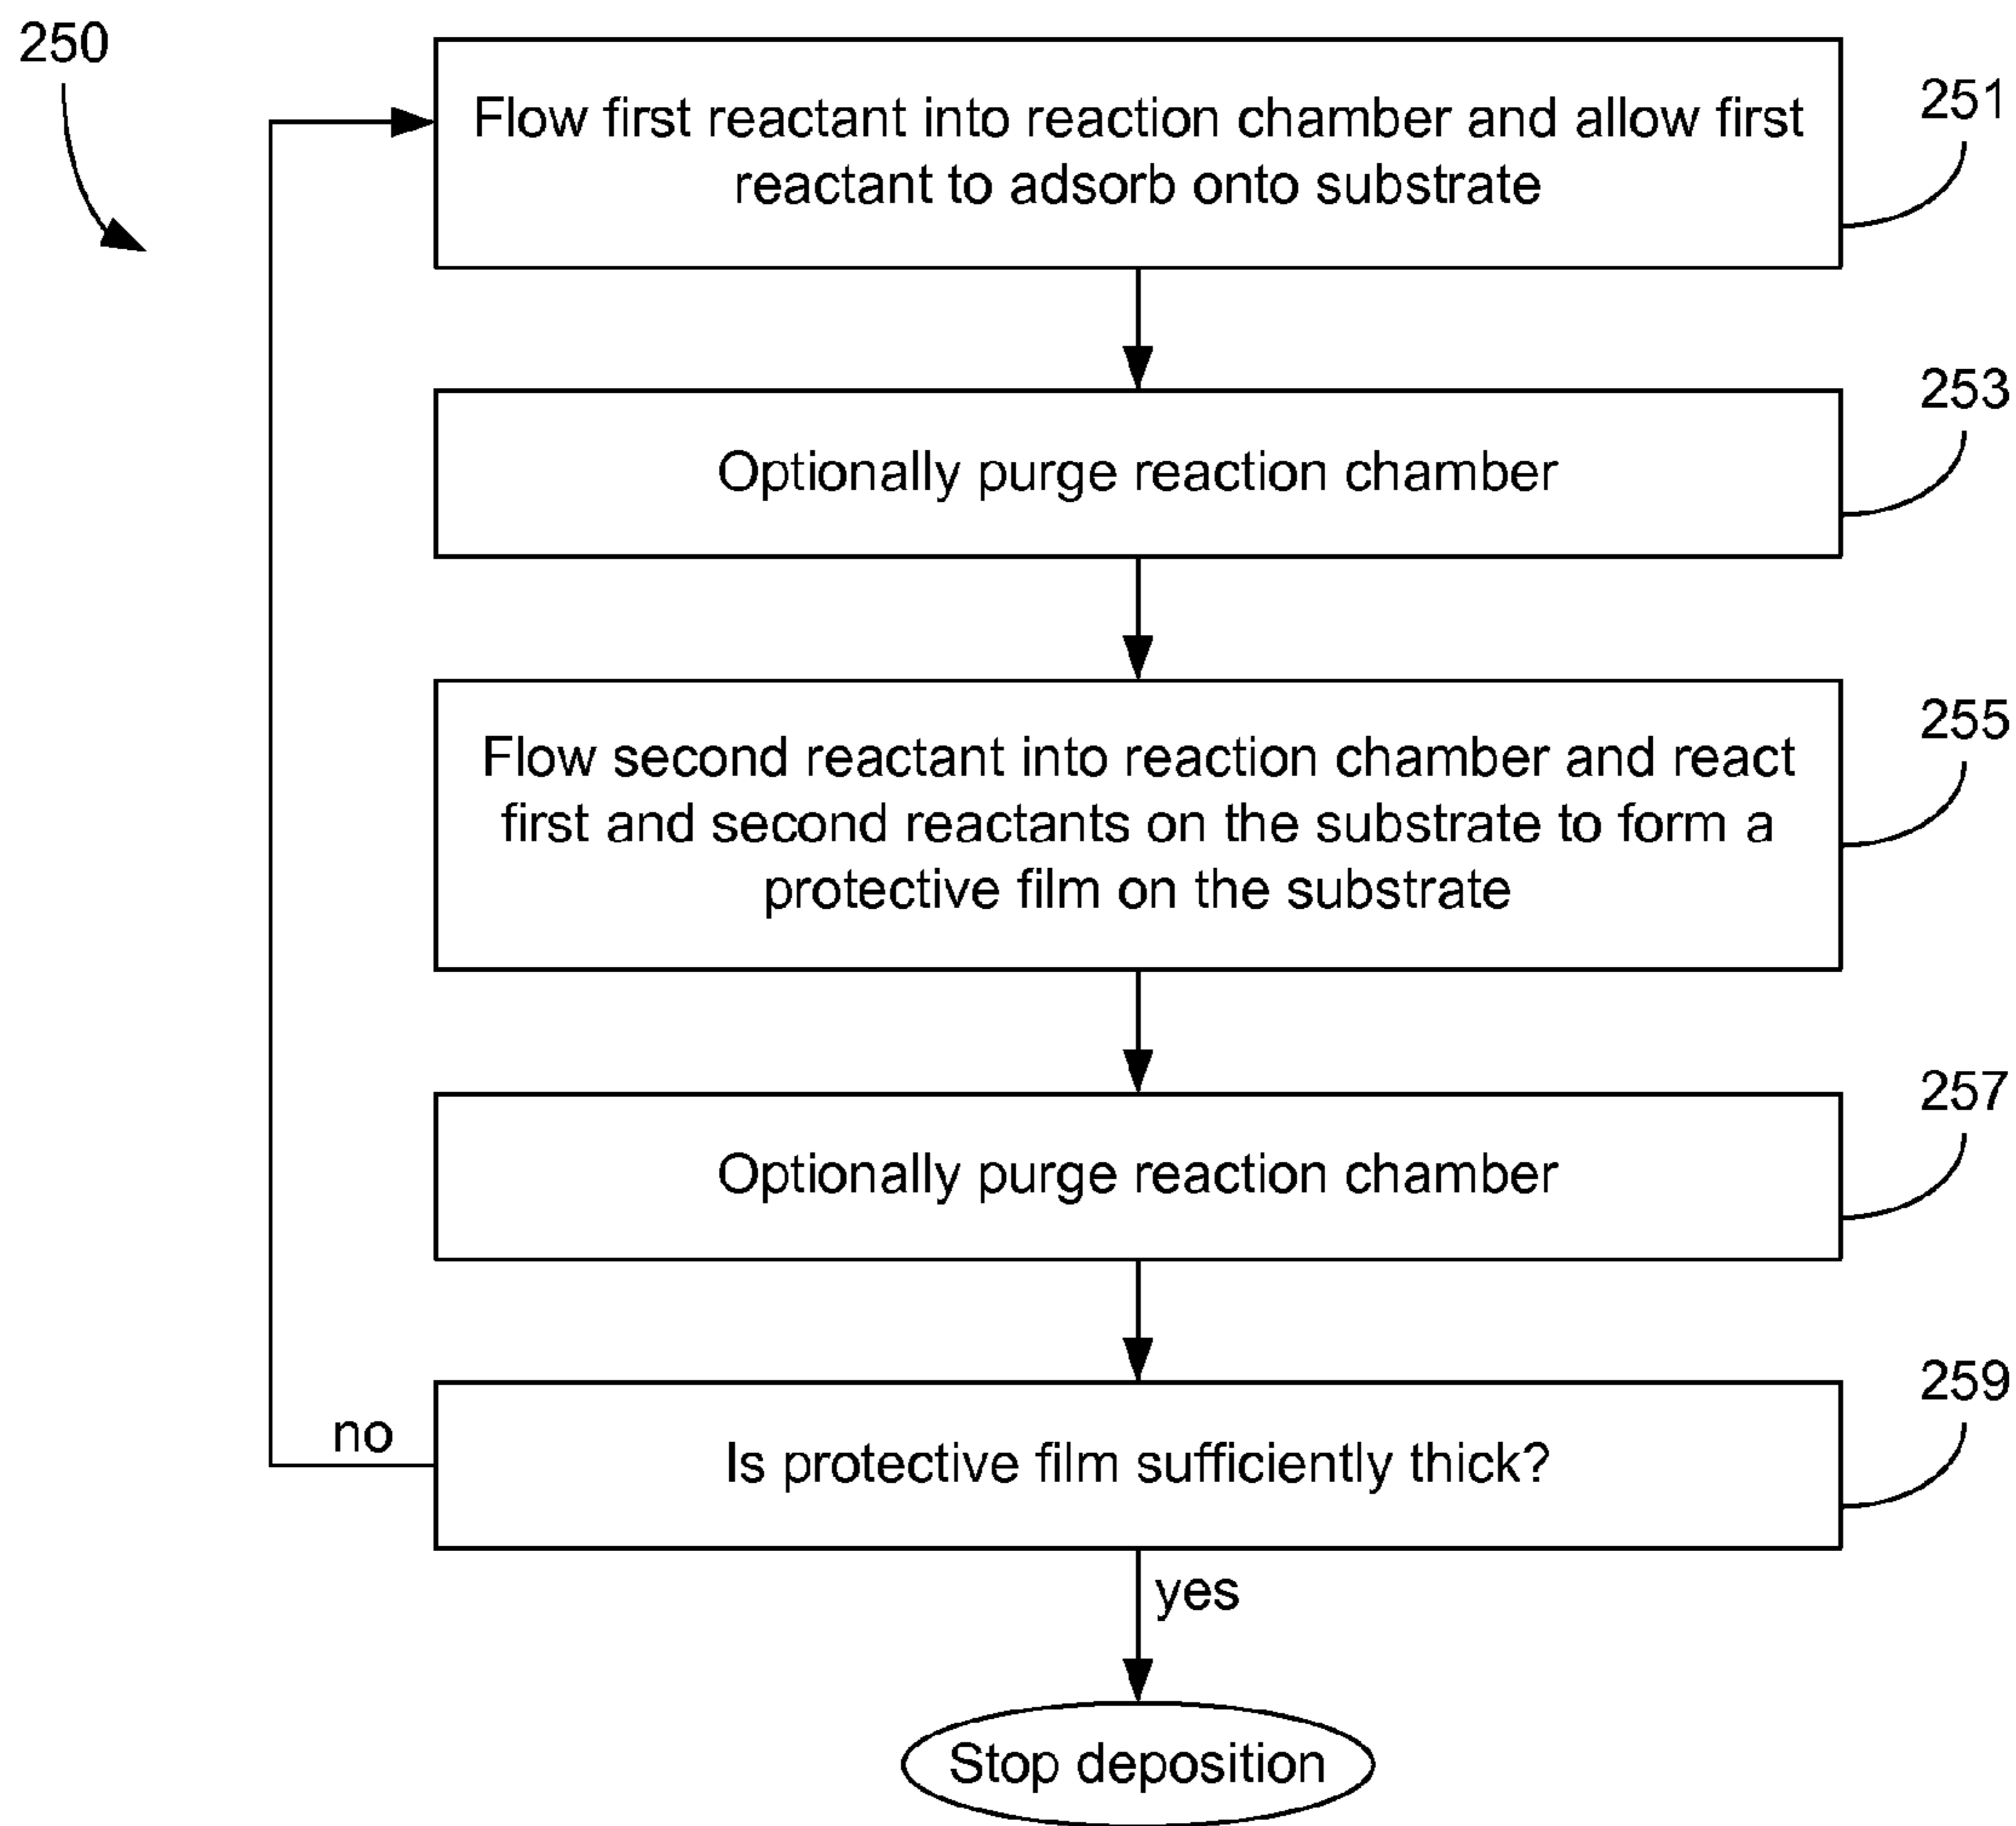 250
Flow first reactant into reaction chamber and allow first
reactant to adsorb onto substrate
251
Optionally purge reaction chamber
253
Flow second reactant into reaction chamber and react
first and second reactants on the substrate to form a
protective film on the substrate
255
Optionally purge reaction chamber
257
Is protective film sufficiently thick?
259
no
yes
Stop deposition